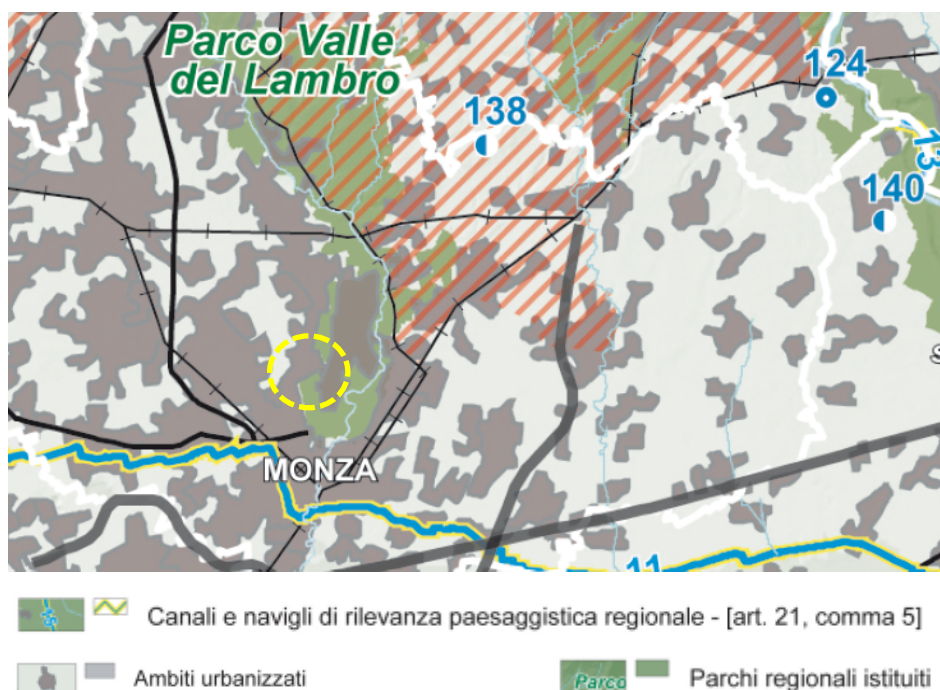 Parco Valle
del Lambro
124
138
13
140
MONZA
11
Canali e navigli di rilevanza paesaggistica regionale - [art. 21, comma 5]
Ambiti urbanizzati
Parco
Parchi regionali istituiti